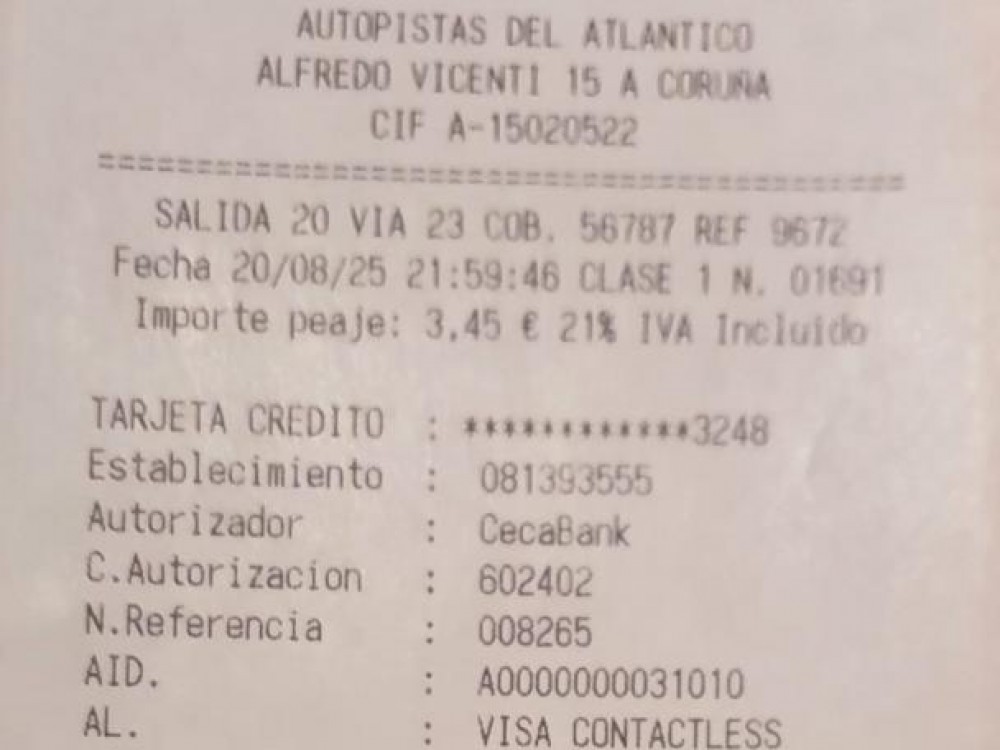 AUTOPISTAS DEL ATLANTICO
ALFREDO VICENTI 15 A CORUÑA
CIF A-15020522
=========================================
SALIDA 20 VIA 23 COB. 56787 REF 9672
Fecha 20/08/25 21:59:46 CLASE 1 N. 01691
Importe peaje: 3,45 € 21% IVA Incluido
TARJETA CREDITO : ************3248
Establecimiento : 081393555
Autorizador : CecaBank
C.Autorizacion : 602402
N.Referencia : 008265
AID. : A0000000031010
AL. : VISA CONTACTLESS